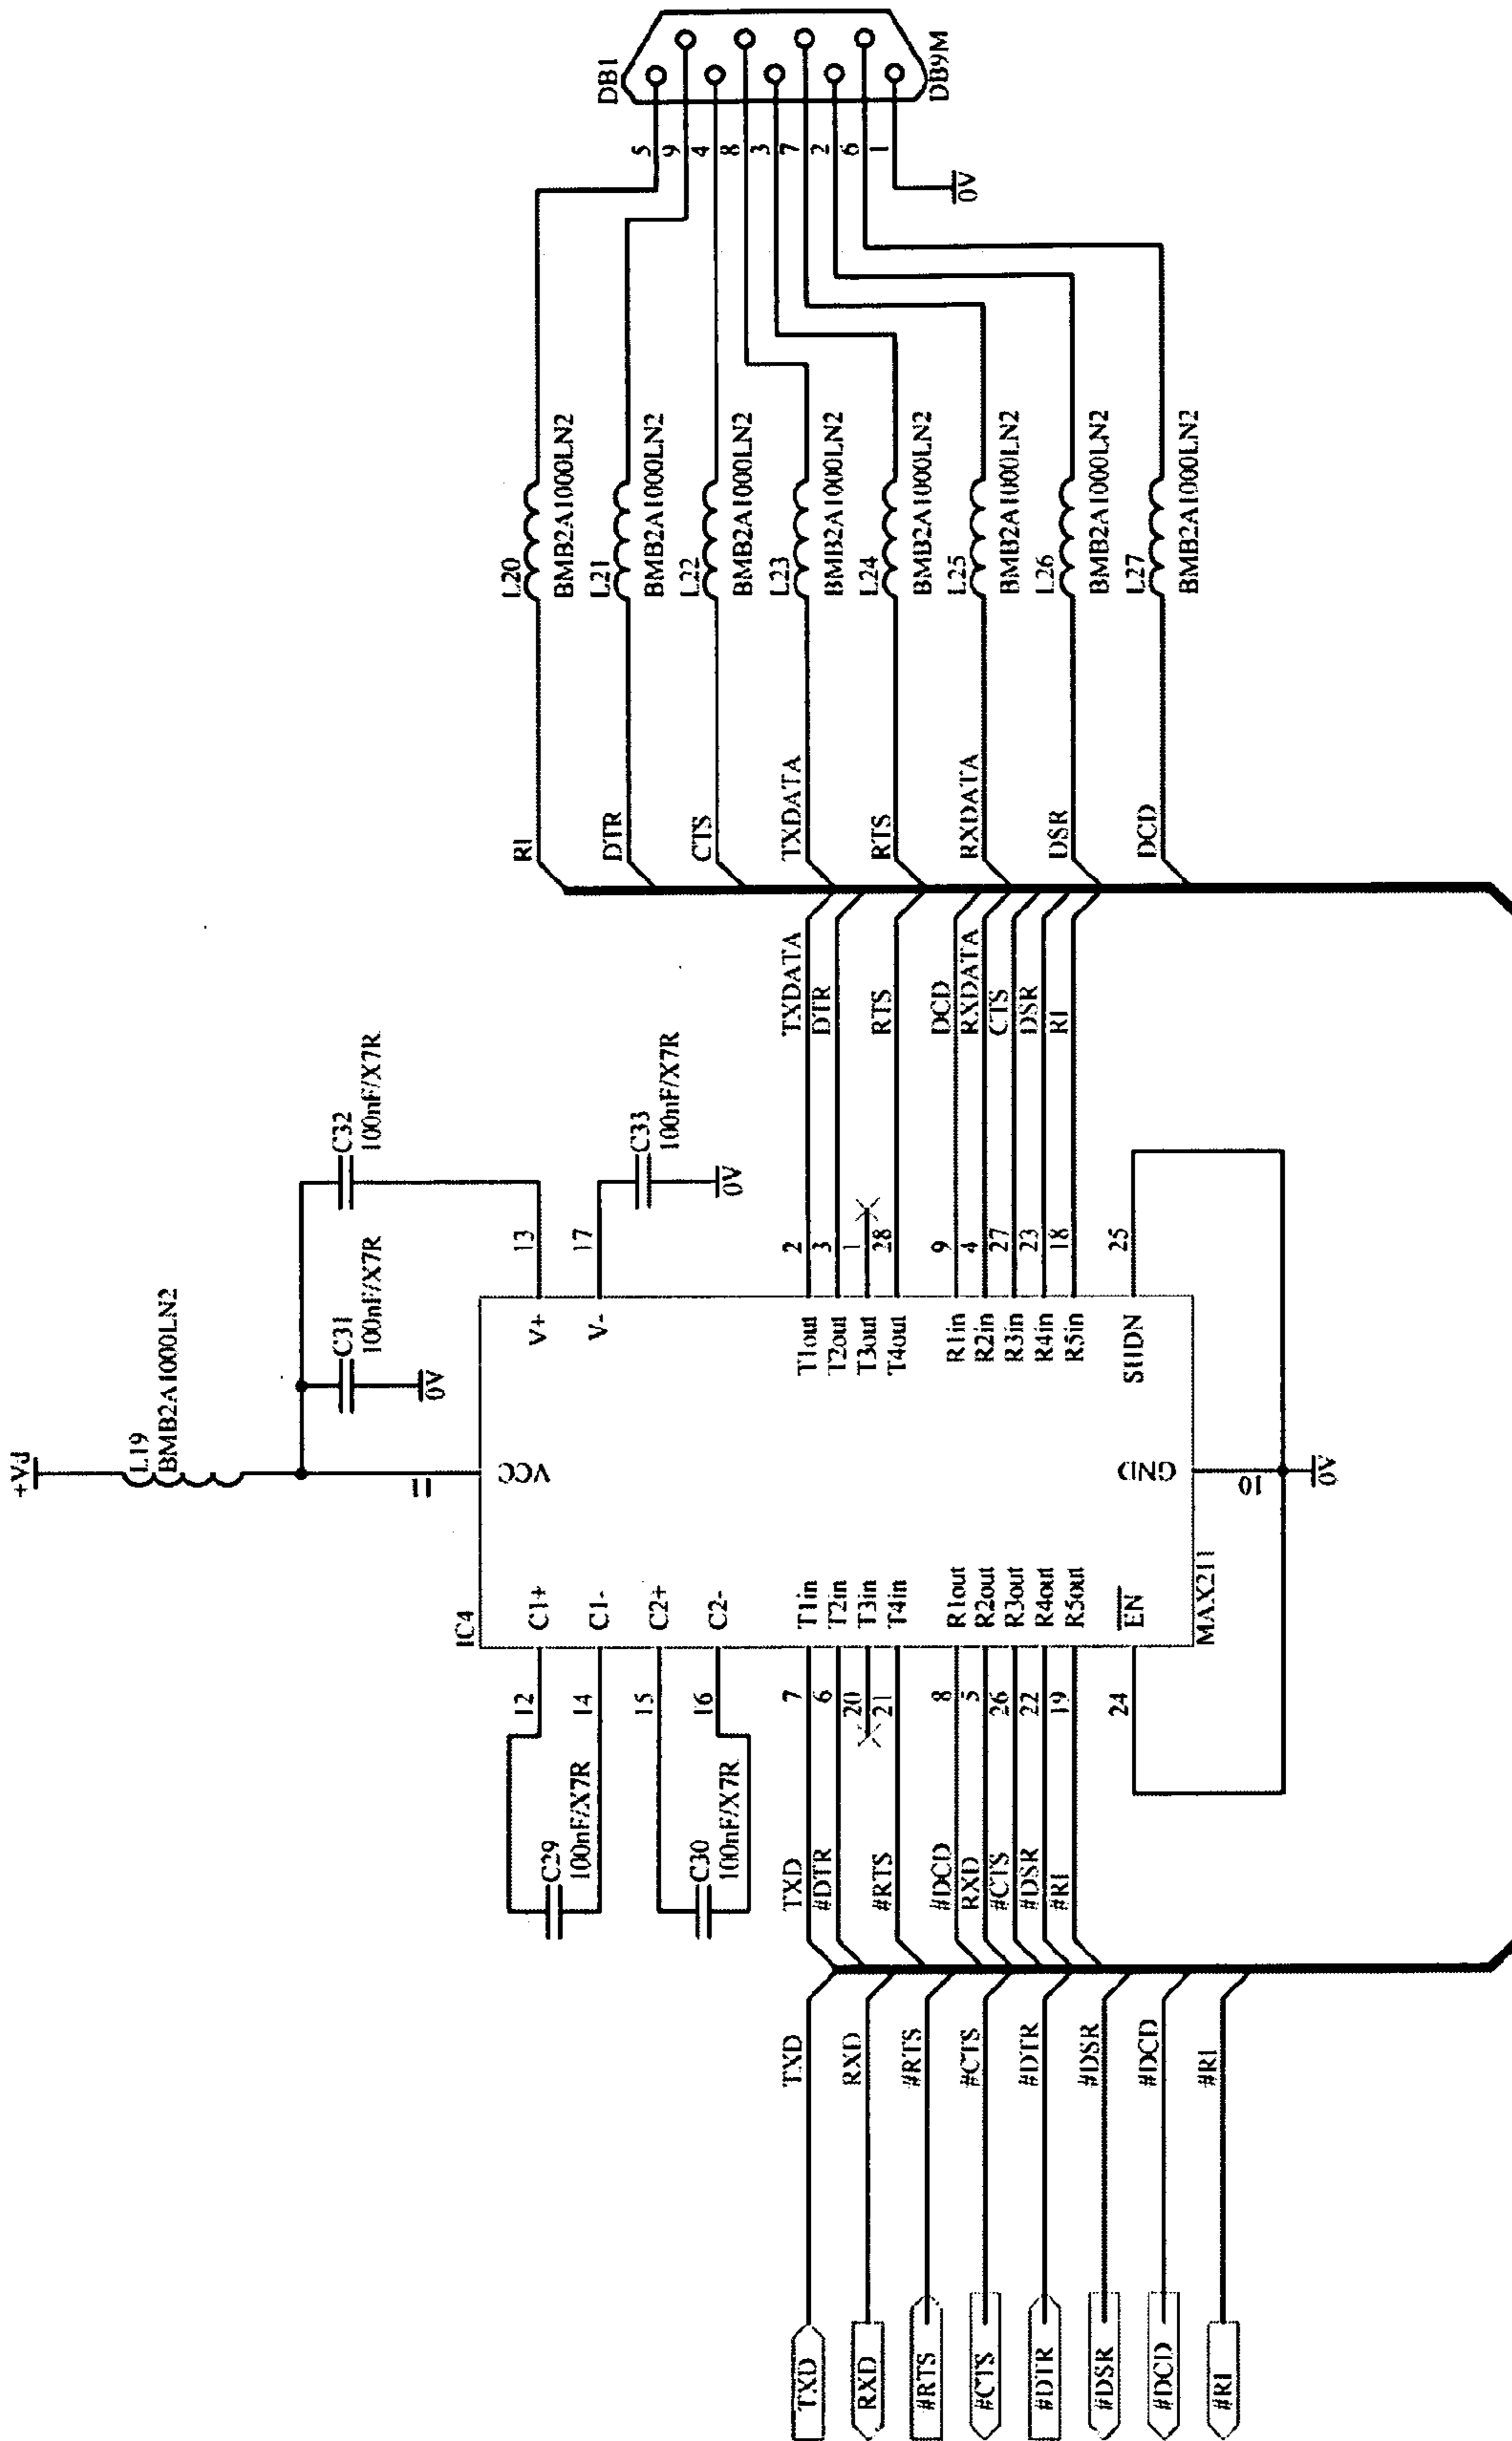 +Vd
L19
BMB2A1000LN2
C31
100nF/X7R
0V
C32
100nF/X7R
C33
100nF/X7R
0V
IC4
11
VCC
C29
100nF/X7R
C30
100nF/X7R
12
C1+
14
C1-
15
C2+
16
C2-
V+
13
V-
17
TXD
TXD
RXD
RXD
#RTS
#RTS
#CTS
#CTS
#DTR
#DTR
#DSR
#DSR
#DCD
#DCD
#RI
#RI
TXD
7
T1in
#DTR
6
T2in
20
T3in
#RTS
21
T4in
#DCD
8
R1out
RXD
5
R2out
#CTS
26
R3out
#DSR
22
R4out
#RI
19
R5out
24
EN
T1out
2
TXDATA
T2out
3
DTR
T3out
1
T4out
28
RTS
R1in
9
DCD
R2in
4
RXDATA
R3in
27
CTS
R4in
23
DSR
R5in
18
RI
SHDN
25
GND
10
MAX211
0V
RI
L20
BMB2A1000LN2
DTR
L21
BMB2A1000LN2
CTS
L22
BMB2A1000LN2
TXDATA
L23
BMB2A1000LN2
RTS
L24
BMB2A1000LN2
RXDATA
L25
BMB2A1000LN2
DSR
L26
BMB2A1000LN2
DCD
L27
BMB2A1000LN2
DB1
5
9
4
8
3
7
2
6
1
DB9M
0V